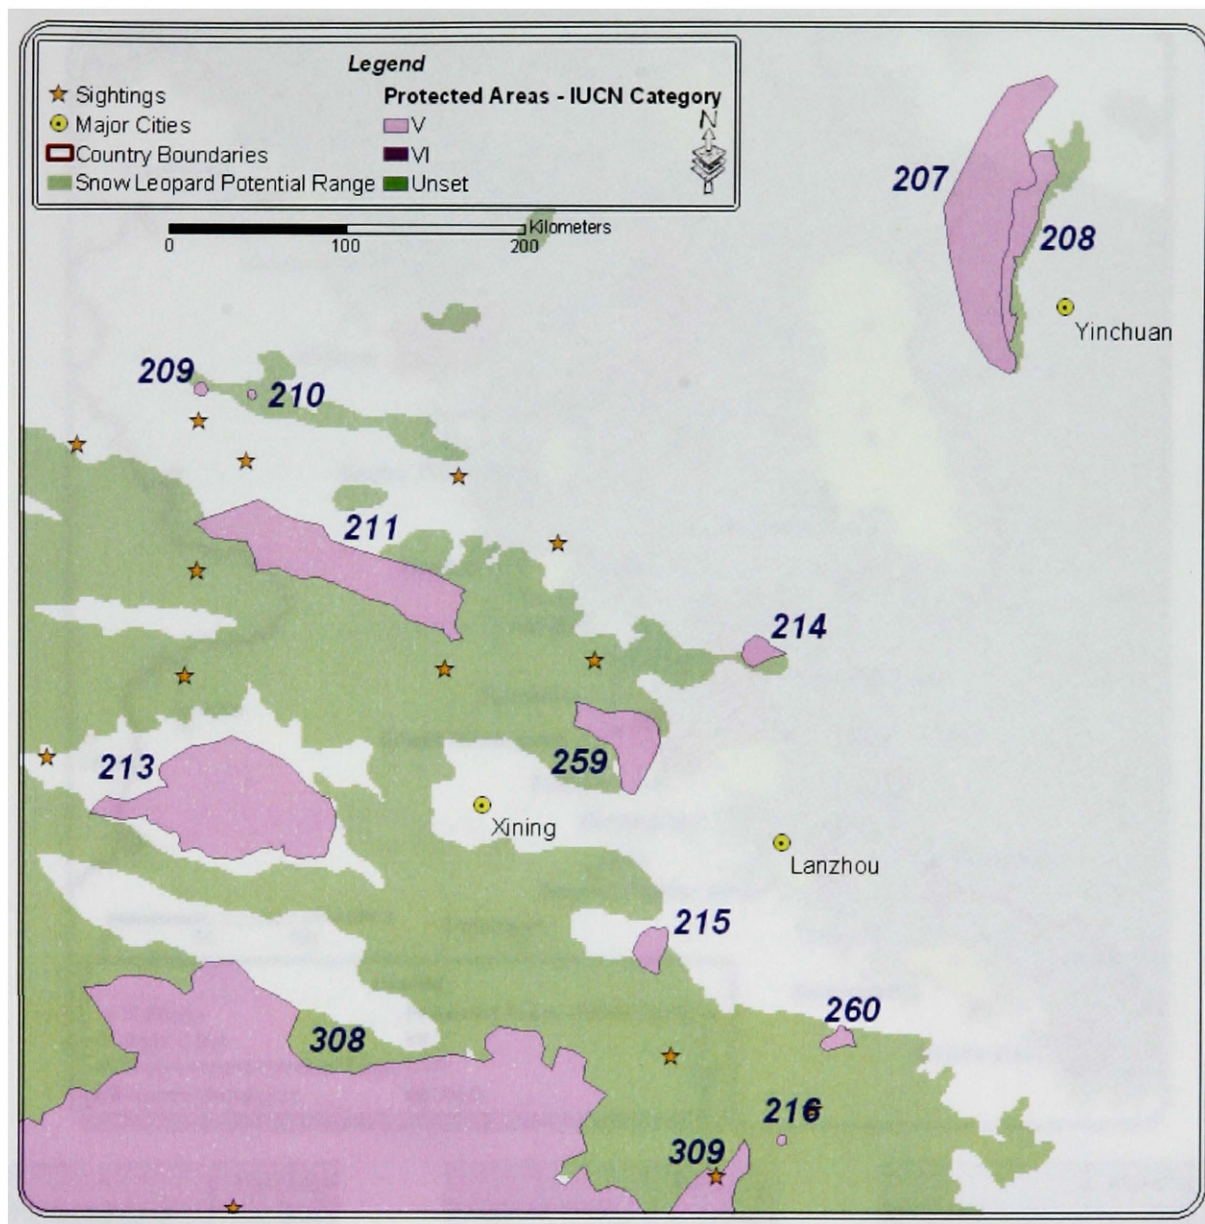 Legend
Sightings
Major Cities
Country Boundaries
Snow Leopard Potential Range
Protected Areas - IUCN Category
V
VI
Unset
N
Kilometers
0 100 200
207
208
Yinchuan
209
210
211
214
259
213
Xining
Lanzhou
215
260
308
216
309